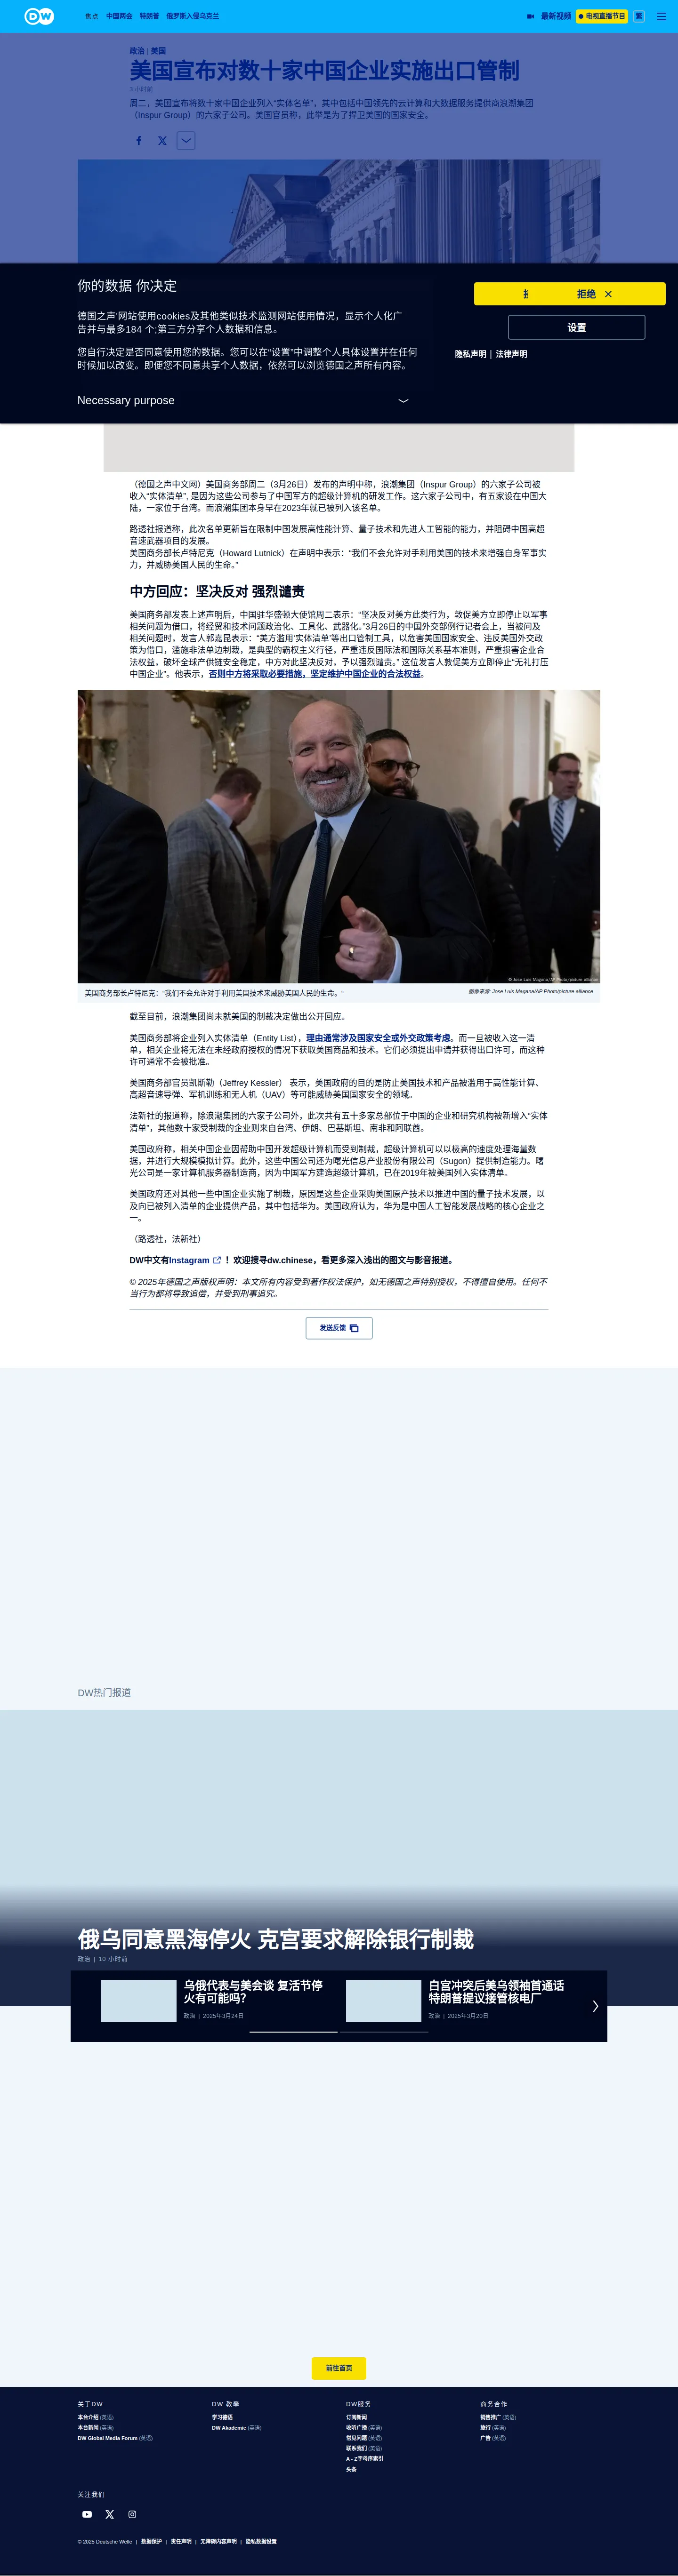 DW
焦点 中国两会 特朗普 俄罗斯入侵乌克兰
最新视频 电视直播节目 繁
政治 | 美国
美国宣布对数十家中国企业实施出口管制
3 小时前
周二，美国宣布将数十家中国企业列入“实体名单”，其中包括中国领先的云计算和大数据服务提供商浪潮集团
（Inspur Group）的六家子公司。美国官员称，此举是为了捍卫美国的国家安全。
你的数据 你决定
德国之声'网站使用cookies及其他类似技术监测网站使用情况，显示个人化广
告并与最多184 个;第三方分享个人数据和信息。
您自行决定是否同意使用您的数据。您可以在“设置”中调整个人具体设置并在任何
时候加以改变。即便您不同意共享个人数据，依然可以浏览德国之声所有内容。
Necessary purpose
拒绝
设置
隐私声明 | 法律声明
（德国之声中文网）美国商务部周二（3月26日）发布的声明中称，浪潮集团（Inspur Group）的六家子公司被
收入“实体清单”, 是因为这些公司参与了中国军方的超级计算机的研发工作。这六家子公司中，有五家设在中国大
陆，一家位于台湾。而浪潮集团本身早在2023年就已被列入该名单。
路透社报道称，此次名单更新旨在限制中国发展高性能计算、量子技术和先进人工智能的能力，并阻碍中国高超
音速武器项目的发展。
美国商务部长卢特尼克（Howard Lutnick）在声明中表示：“我们不会允许对手利用美国的技术来增强自身军事实
力，并威胁美国人民的生命。”
中方回应：坚决反对 强烈谴责
美国商务部发表上述声明后，中国驻华盛顿大使馆周二表示：“坚决反对美方此类行为，敦促美方立即停止以军事
相关问题为借口，将经贸和技术问题政治化、工具化、武器化。”3月26日的中国外交部例行记者会上，当被问及
相关问题时，发言人郭嘉昆表示：“美方滥用‘实体清单’等出口管制工具，以危害美国国家安全、违反美国外交政
策为借口，滥施非法单边制裁，是典型的霸权主义行径，严重违反国际法和国际关系基本准则，严重损害企业合
法权益，破坏全球产供链安全稳定，中方对此坚决反对，予以强烈谴责。” 这位发言人敦促美方立即停止“无礼打压
中国企业”。他表示，否则中方将采取必要措施，坚定维护中国企业的合法权益。
© Jose Luis Magana/AP Photo/picture alliance
美国商务部长卢特尼克：“我们不会允许对手利用美国技术来威胁美国人民的生命。”
图像来源: Jose Luis Magana/AP Photo/picture alliance
截至目前，浪潮集团尚未就美国的制裁决定做出公开回应。
美国商务部将企业列入实体清单（Entity List），理由通常涉及国家安全或外交政策考虑。而一旦被收入这一清
单，相关企业将无法在未经政府授权的情况下获取美国商品和技术。它们必须提出申请并获得出口许可，而这种
许可通常不会被批准。
美国商务部官员凯斯勒（Jeffrey Kessler） 表示，美国政府的目的是防止美国技术和产品被滥用于高性能计算、
高超音速导弹、军机训练和无人机（UAV）等可能威胁美国国家安全的领域。
法新社的报道称，除浪潮集团的六家子公司外，此次共有五十多家总部位于中国的企业和研究机构被新增入“实体
清单”，其他数十家受制裁的企业则来自台湾、伊朗、巴基斯坦、南非和阿联酋。
美国政府称，相关中国企业因帮助中国开发超级计算机而受到制裁，超级计算机可以以极高的速度处理海量数
据，并进行大规模模拟计算。此外，这些中国公司还为曙光信息产业股份有限公司（Sugon）提供制造能力。曙
光公司是一家计算机服务器制造商，因为中国军方建造超级计算机，已在2019年被美国列入实体清单。
美国政府还对其他一些中国企业实施了制裁，原因是这些企业采购美国原产技术以推进中国的量子技术发展，以
及向已被列入清单的企业提供产品，其中包括华为。美国政府认为，华为是中国人工智能发展战略的核心企业之
一。
（路透社，法新社）
DW中文有Instagram ！欢迎搜寻dw.chinese，看更多深入浅出的图文与影音报道。
© 2025年德国之声版权声明：本文所有内容受到著作权法保护，如无德国之声特别授权，不得擅自使用。任何不
当行为都将导致追偿，并受到刑事追究。
发送反馈
DW热门报道
俄乌同意黑海停火 克宫要求解除银行制裁
政治 | 10 小时前
乌俄代表与美会谈 复活节停
火有可能吗？
政治 | 2025年3月24日
白宫冲突后美乌领袖首通话
特朗普提议接管核电厂
政治 | 2025年3月20日
前往首页
关于DW
本台介绍 (英语)
本台新闻 (英语)
DW Global Media Forum (英语)
DW 教學
学习德语
DW Akademie (英语)
DW服务
订阅新闻
收听广播 (英语)
常见问题 (英语)
联系我们 (英语)
A - Z字母序索引
头条
商务合作
销售推广 (英语)
旅行 (英语)
广告 (英语)
关注我们
© 2025 Deutsche Welle | 数据保护 | 责任声明 | 无障碍内容声明 | 隐私数据设置